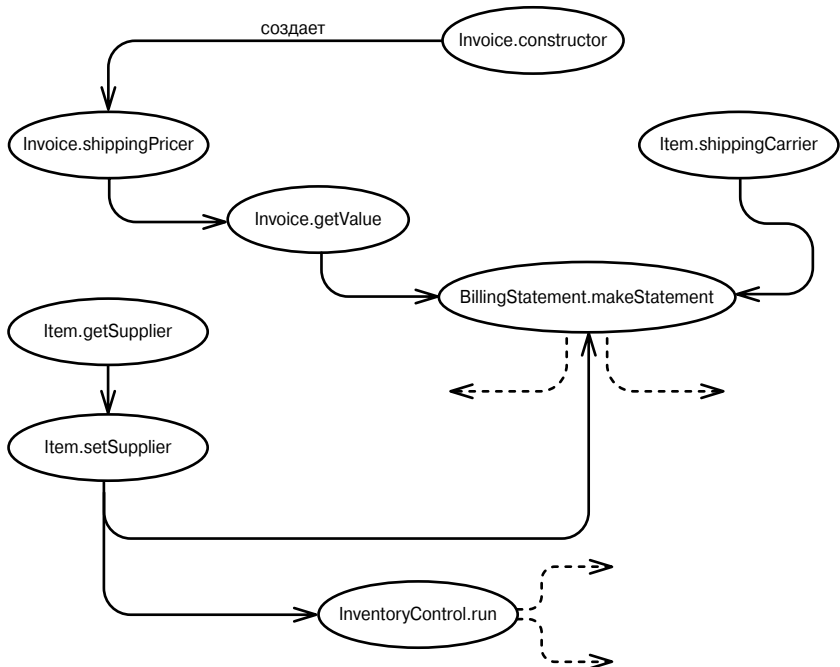 создает
Invoice.constructor
Invoice.shippingPricer
Item.shippingCarrier
Invoice.getValue
BillingStatement.makeStatement
Item.getSupplier
Item.setSupplier
InventoryControl.run